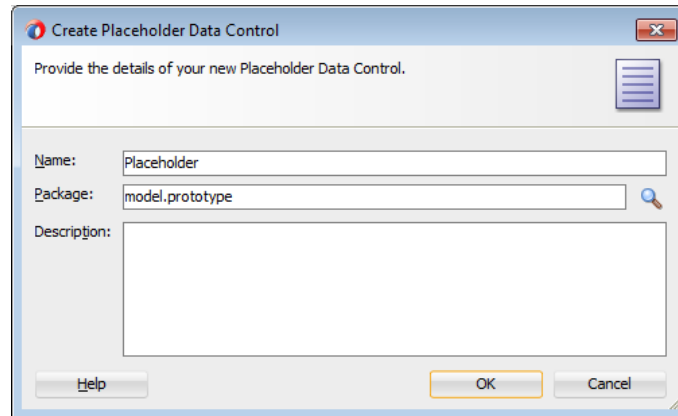 Create Placeholder Data Control
Provide the details of your new Placeholder Data Control.
Name: Placeholder
Package: model.prototype
Description:
Help OK Cancel